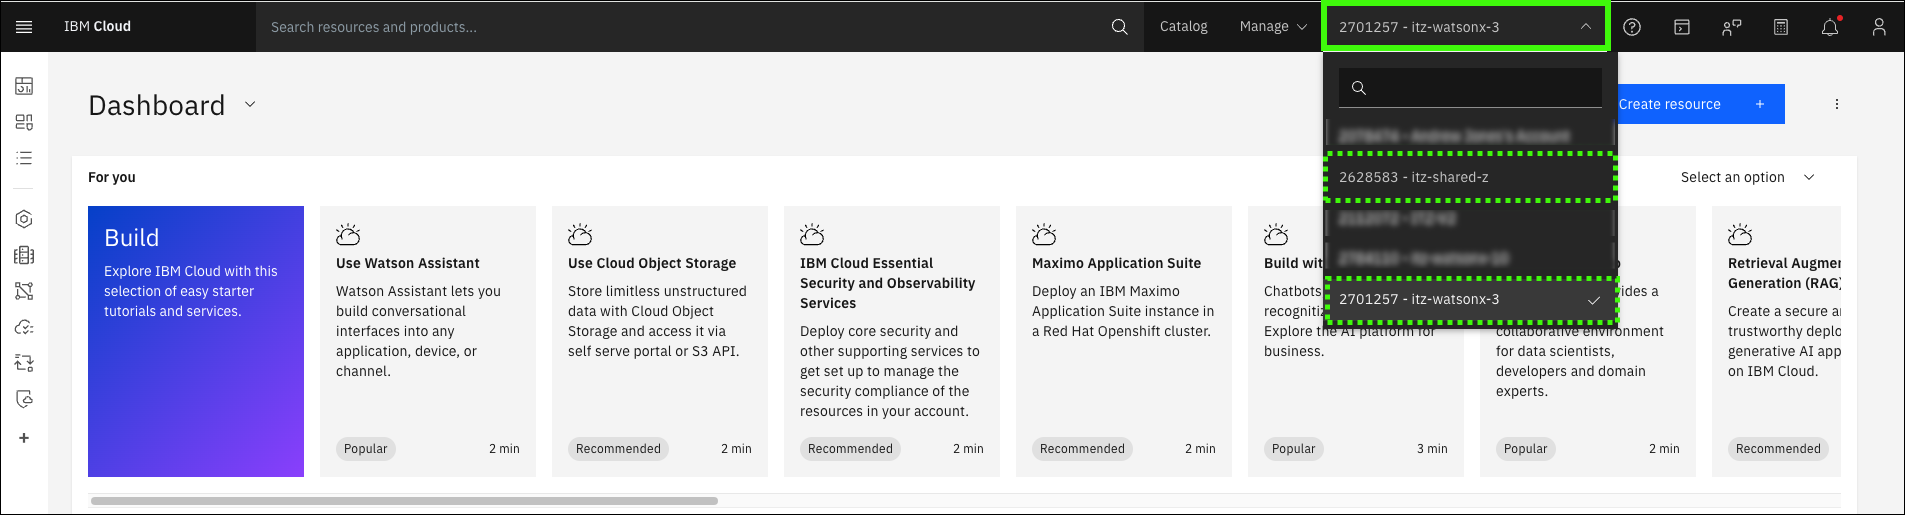 IBM Cloud
Search resources and products...
Catalog
Manage
2701257 - itz-watsonx-3
Dashboard
Create resource +
2628583 - itz-shared-z
2701257 - itz-watsonx-3
For you
Select an option
Build
Explore IBM Cloud with this
selection of easy starter
tutorials and services.
Use Watson Assistant
Watson Assistant lets you
build conversational
interfaces into any
application, device, or
channel.
Popular
2 min
Use Cloud Object Storage
Store limitless unstructured
data with Cloud Object
Storage and access it via
self serve portal or S3 API.
Recommended
2 min
IBM Cloud Essential
Security and Observability
Services
Deploy core security and
other supporting services to
get set up to manage the
security compliance of the
resources in your account.
Recommended
2 min
Maximo Application Suite
Deploy an IBM Maximo
Application Suite instance in
a Red Hat Openshift cluster.
Recommended
2 min
Build wit
Chatbots
recogniti
Explore the AI platform for
business.
Popular
3 min
ides a
collaborative environment
for data scientists,
developers and domain
experts.
Popular
2 min
Retrieval Augmer
Generation (RAG)
Create a secure a
trustworthy deplo
generative AI app
on IBM Cloud.
Recommended